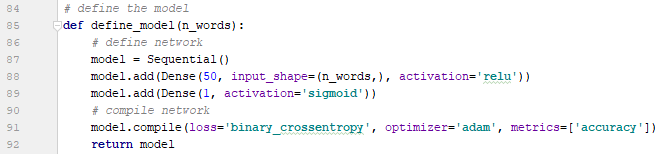 84 # define the model
85 def define_model(n_words):
86     # define network
87     model = Sequential()
88     model.add(Dense(50, input_shape=(n_words,), activation='relu'))
89     model.add(Dense(1, activation='sigmoid'))
90     # compile network
91     model.compile(loss='binary_crossentropy', optimizer='adam', metrics=['accuracy'])
92     return model